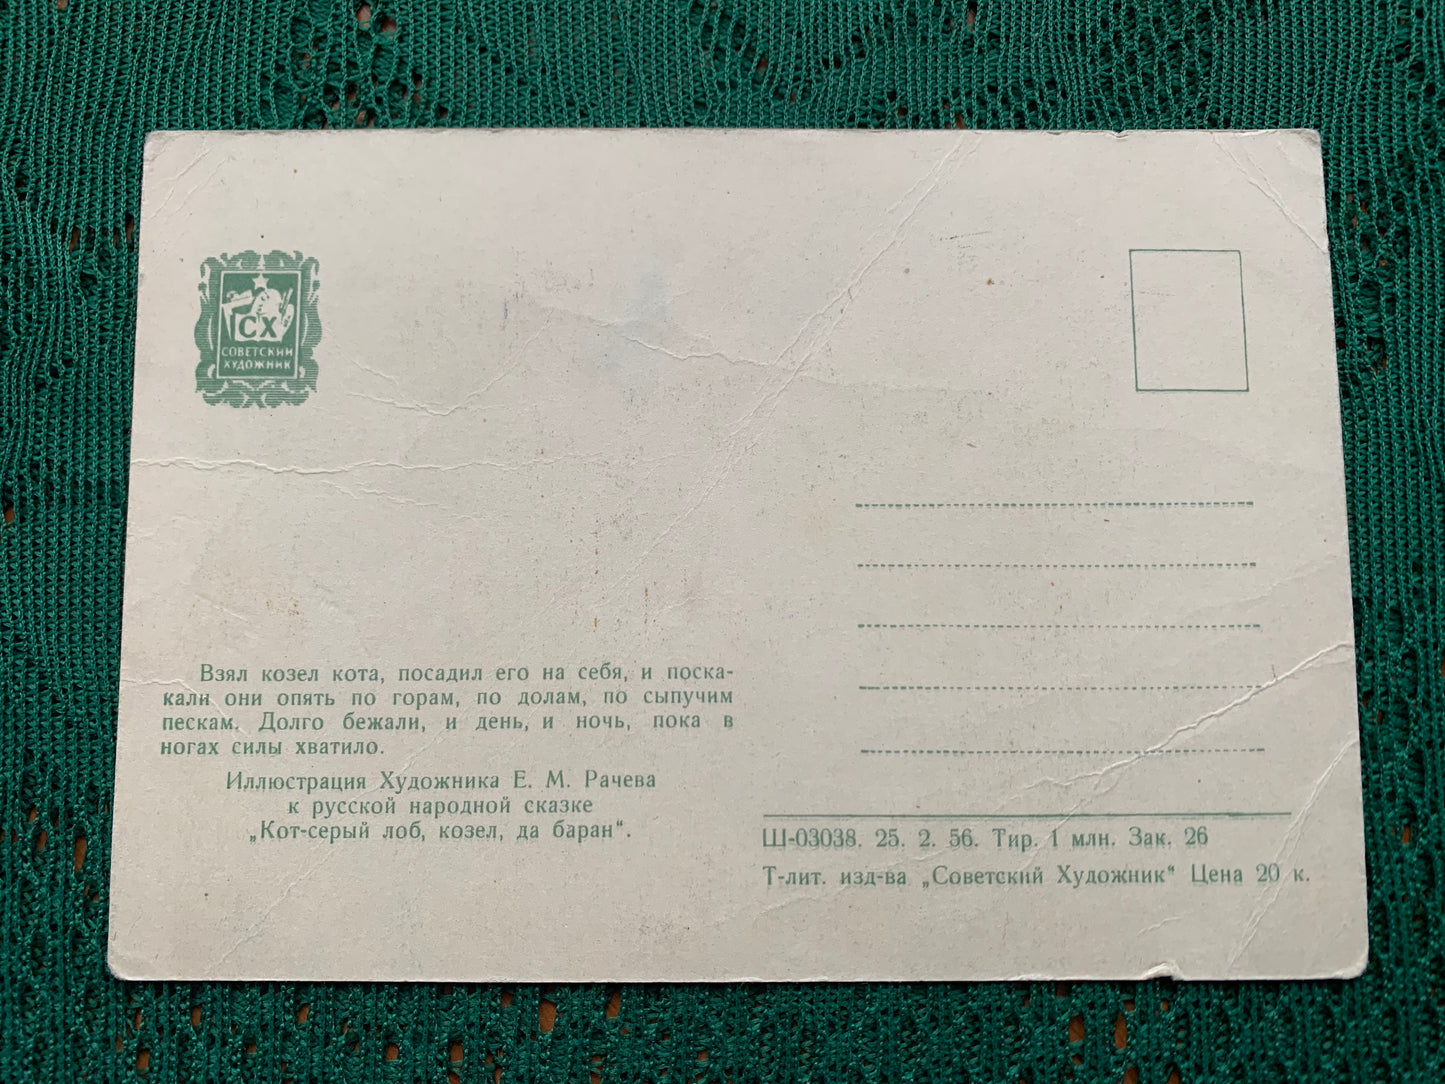 СХ
СОВЕТСКИЙ
ХУДОЖНИК
Взял козел кота, посадил его на себя, и поска-
кали они опять по горам, по долам, по сыпучим
пескам. Долго бежали, и день, и ночь, пока в
ногах силы хватило.
Иллюстрация Художника Е. М. Рачева
к русской народной сказке
„Кот-серый лоб, козел, да баран“.
Ш-03038. 25. 2. 56. Тир. 1 млн. Зак. 26
Т-лит. изд-ва „Советский Художник“ Цена 20 к.